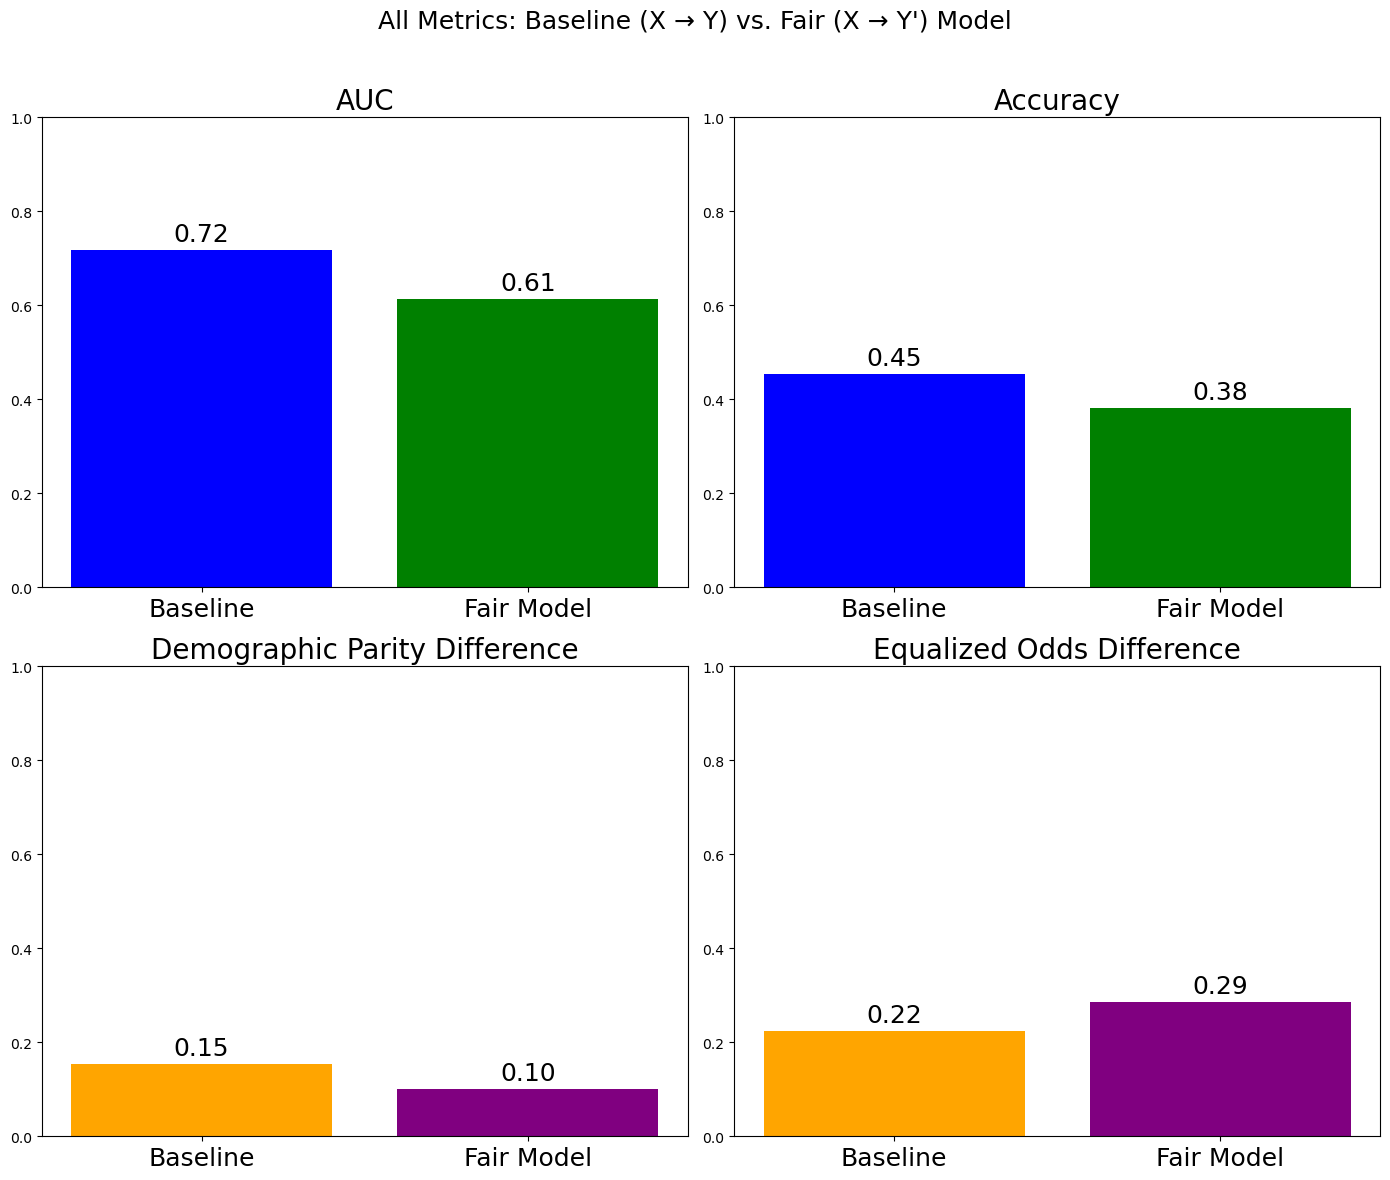 All Metrics: Baseline (X → Y) vs. Fair (X → Y') Model
AUC
1.0
0.8
0.6
0.4
0.2
0.0
0.72
0.61
Baseline
Fair Model
Accuracy
1.0
0.8
0.6
0.4
0.2
0.0
0.45
0.38
Baseline
Fair Model
Demographic Parity Difference
1.0
0.8
0.6
0.4
0.2
0.0
0.15
0.10
Baseline
Fair Model
Equalized Odds Difference
1.0
0.8
0.6
0.4
0.2
0.0
0.22
0.29
Baseline
Fair Model